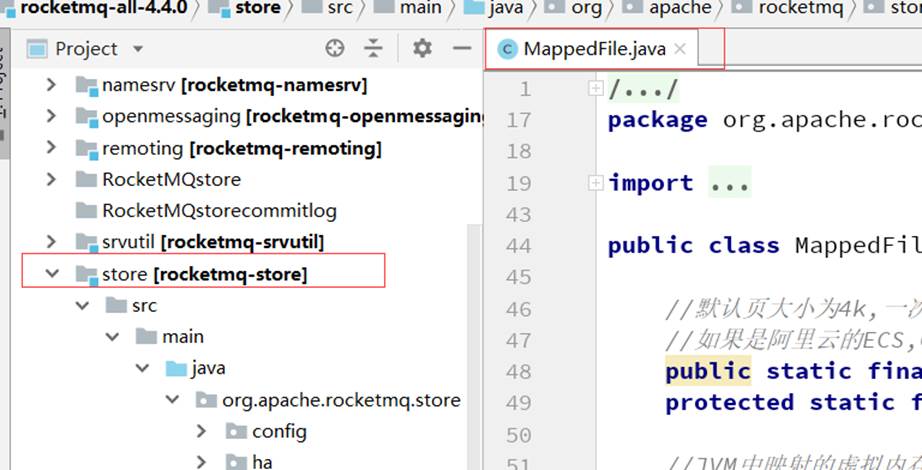 rocketmq-all-4.4.0 store src main java org apache rocketmq
Project
MappedFile.java
namesrv [rocketmq-namesrv]
openmessaging [rocketmq-openmessaging
remoting [rocketmq-remoting]
RocketMQstore
RocketMQstorecommitlog
srvutil [rocketmq-srvutil]
store [rocketmq-store]
src
main
java
org.apache.rocketmq.store
config
ha
1 /.../
17 package org.apache.roc
18
19 import ...
43
44 public class MappedFil
45
46 //默认页大小为4k,一次
47 //如果是阿里云的ECS,
48 public static fina
49 protected static f
50
51 //JVM中映射的虚拟内存